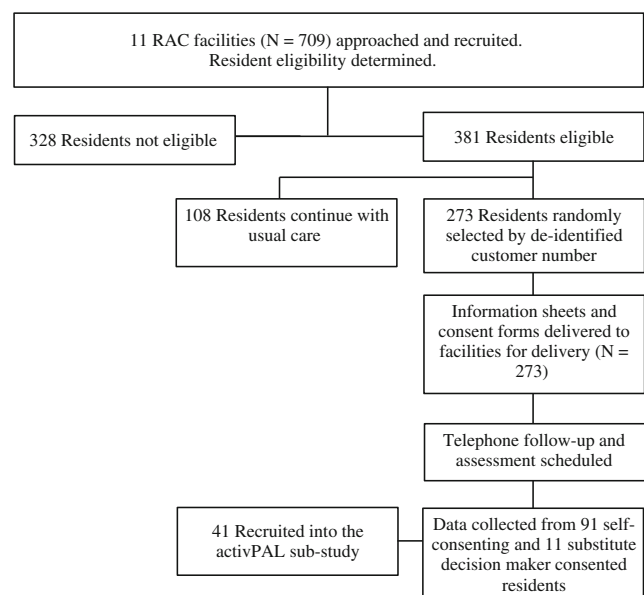 11 RAC facilities (N = 709) approached and recruited.
Resident eligibility determined.
328 Residents not eligible
381 Residents eligible
108 Residents continue with
usual care
273 Residents randomly
selected by de-identified
customer number
Information sheets and
consent forms delivered to
facilities for delivery (N =
273)
Telephone follow-up and
assessment scheduled
41 Recruited into the
activPAL sub-study
Data collected from 91 self-
consenting and 11 substitute
decision maker consented
residents